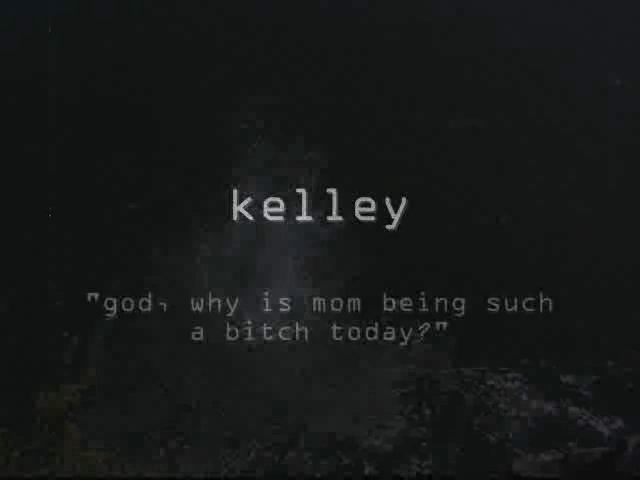 kelley
"god, why is mom being such
a bitch today?"